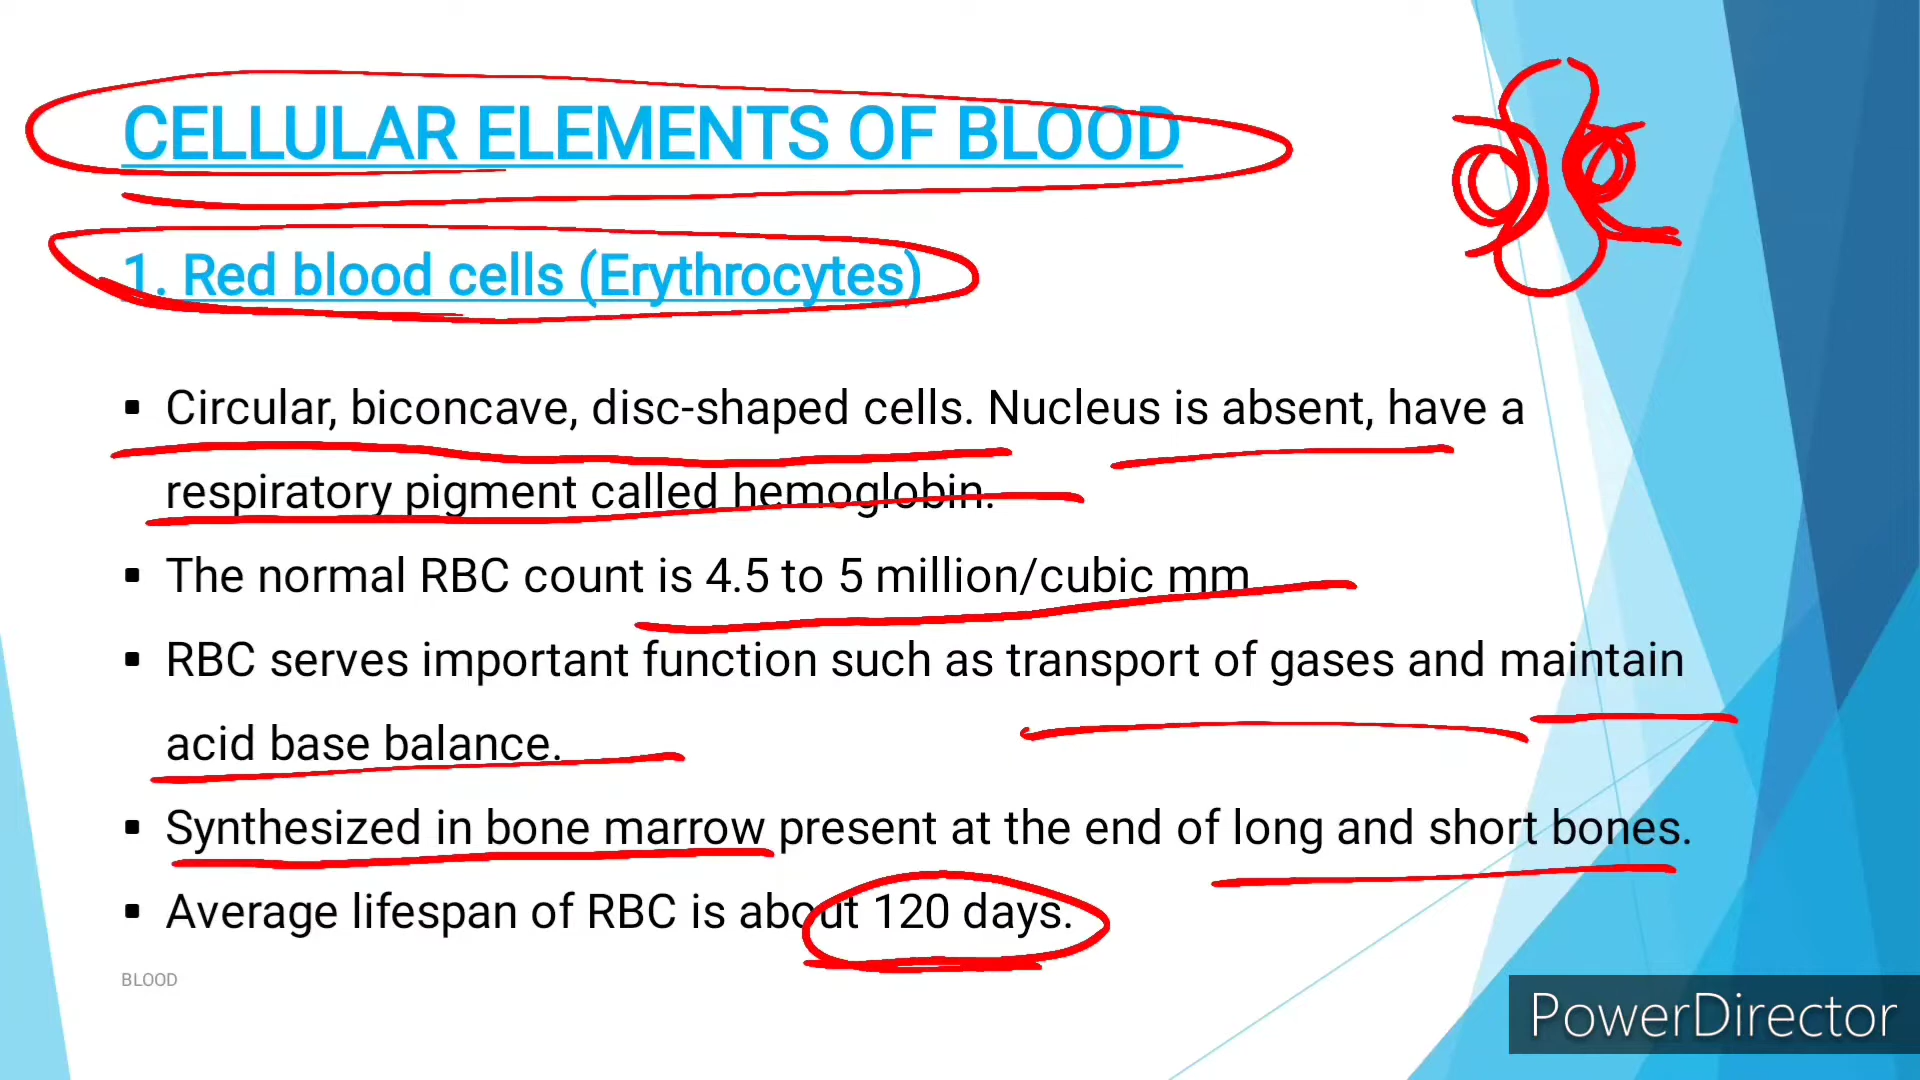 CELLULAR ELEMENTS OF BLOOD
1. Red blood cells (Erythrocytes)
▪ Circular, biconcave, disc-shaped cells. Nucleus is absent, have a
respiratory pigment called hemoglobin.
▪ The normal RBC count is 4.5 to 5 million/cubic mm
▪ RBC serves important function such as transport of gases and maintain
acid base balance.
▪ Synthesized in bone marrow present at the end of long and short bones.
▪ Average lifespan of RBC is about 120 days.
BLOOD
PowerDirector